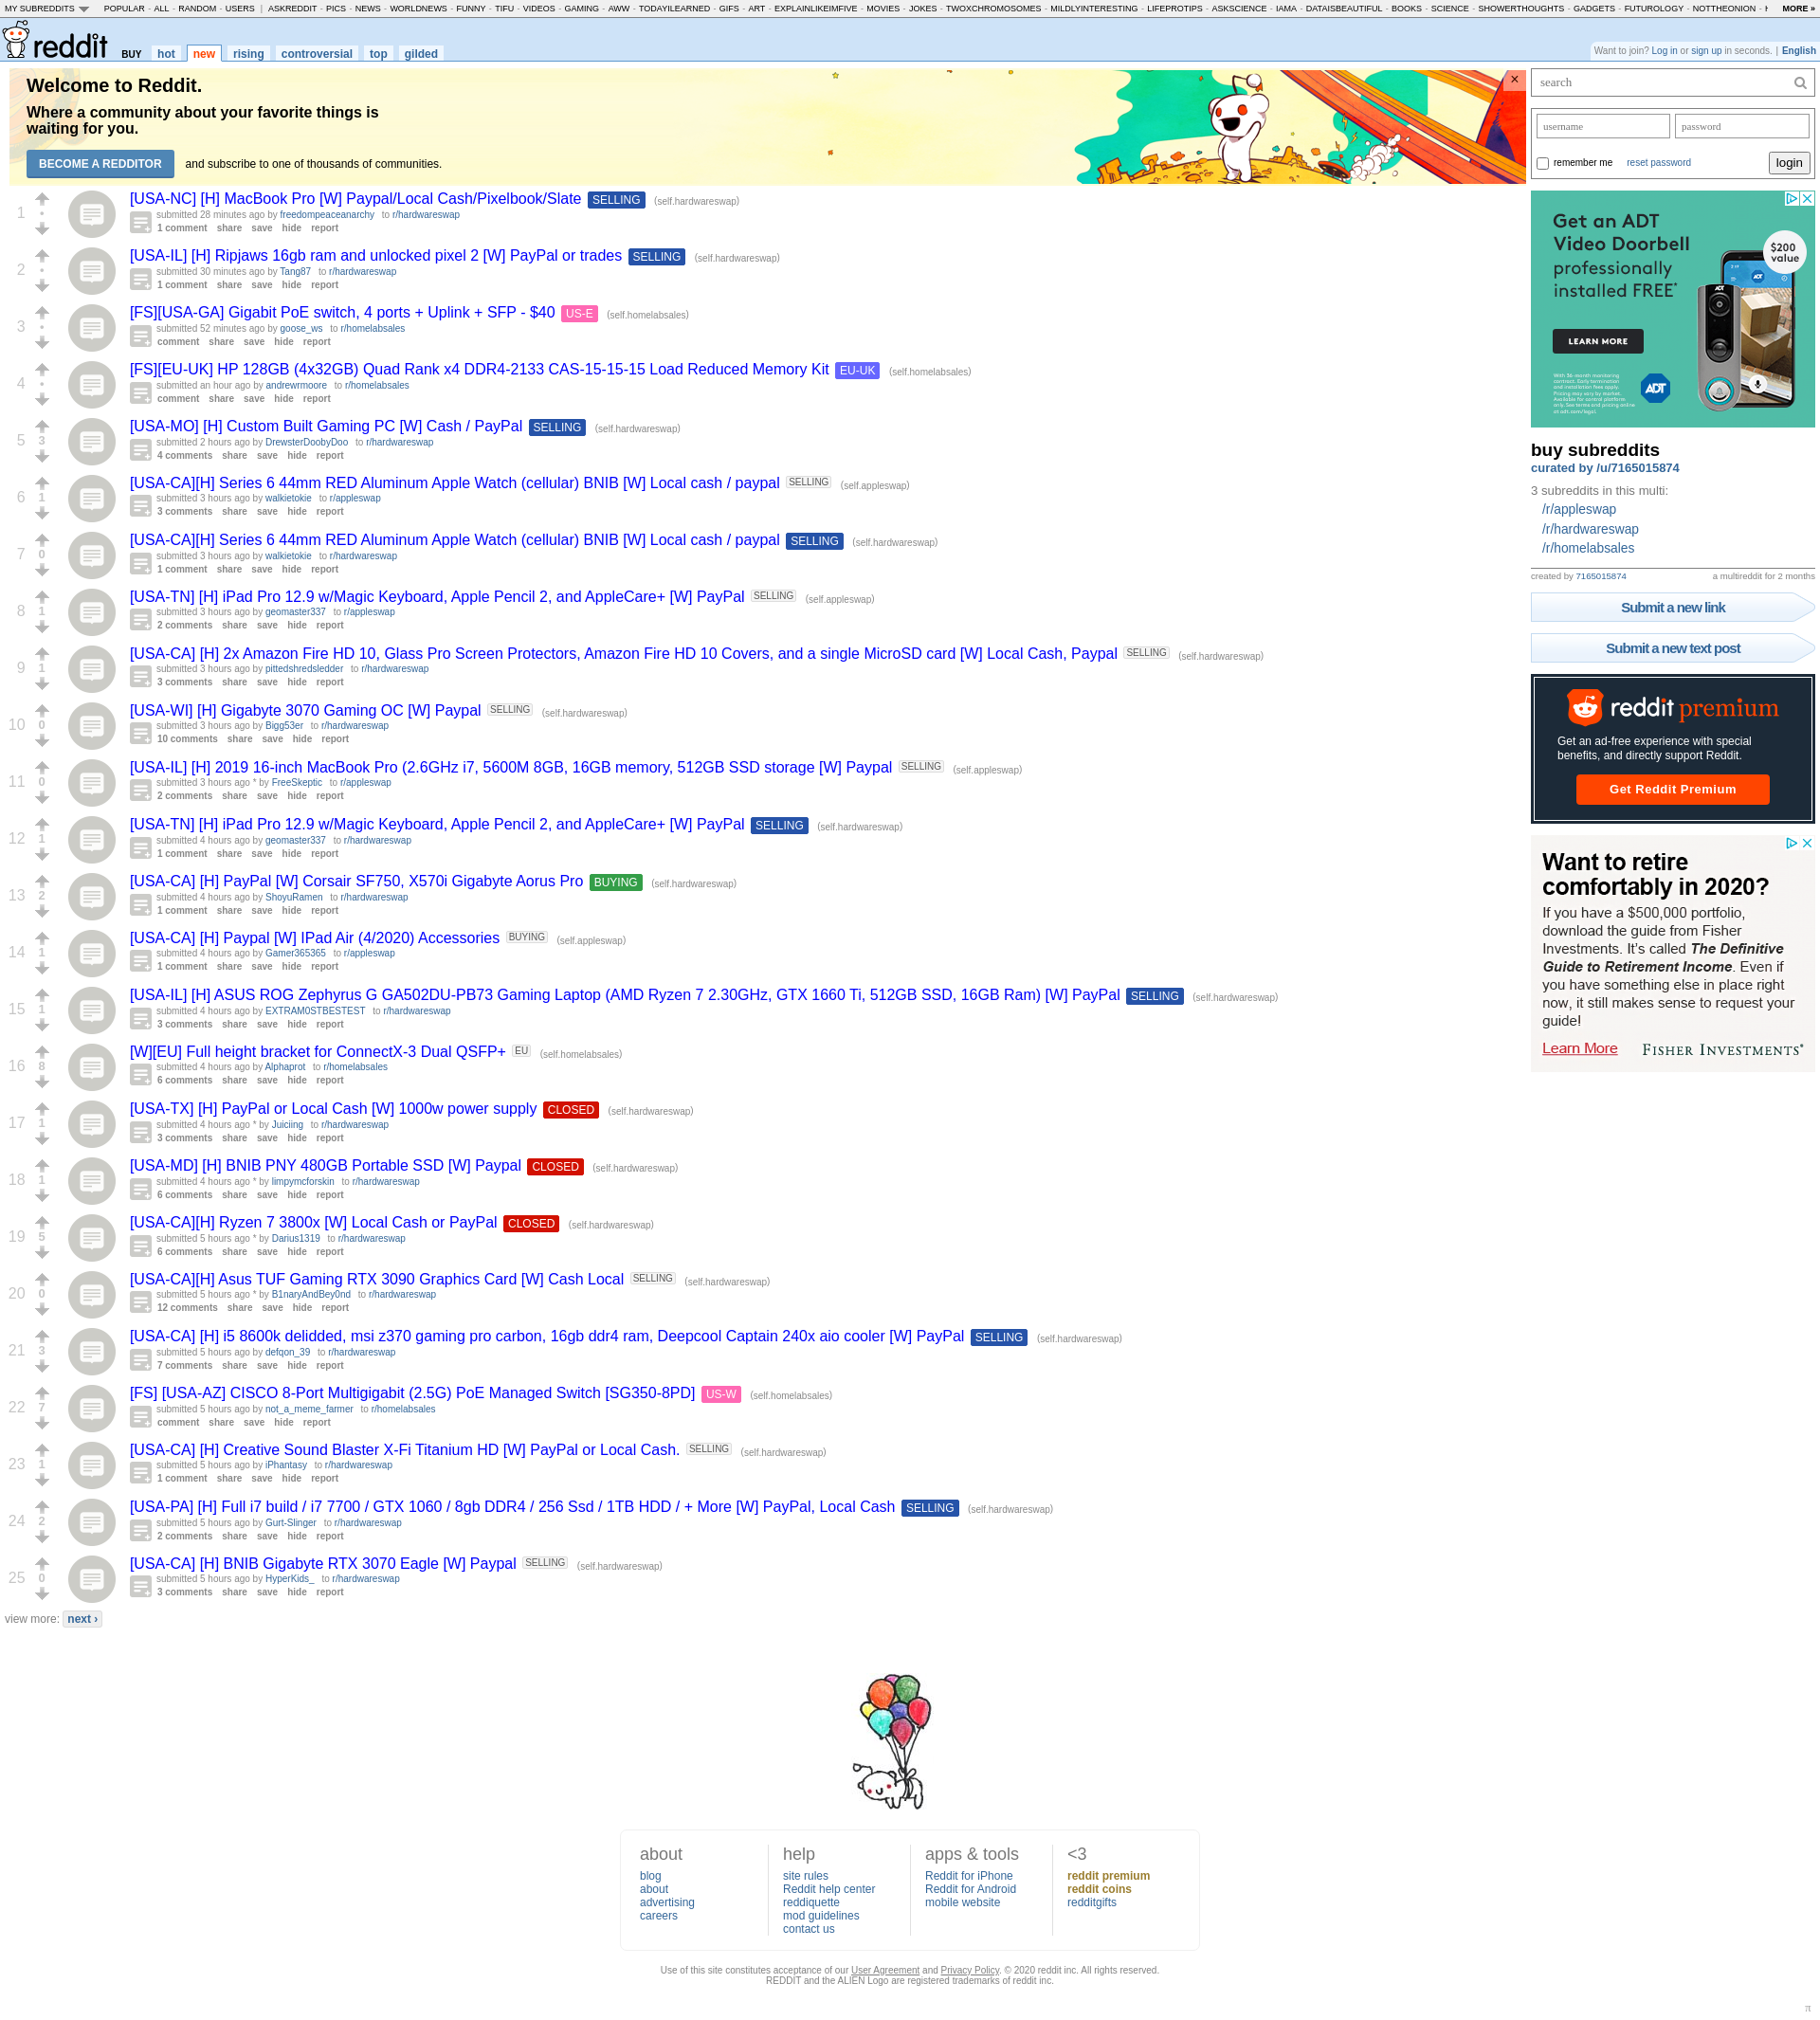 MY SUBREDDITS POPULAR - ALL - RANDOM - USERS | ASKREDDIT - PICS - NEWS - WORLDNEWS - FUNNY - TIFU - VIDEOS - GAMING - AWW - TODAYILEARNED - GIFS - ART - EXPLAINLIKEIMFIVE - MOVIES - JOKES - TWOXCHROMOSOMES - MILDLYINTERESTING - LIFEPROTIPS - ASKSCIENCE - IAMA - DATAISBEAUTIFUL - BOOKS - SCIENCE - SHOWERTHOUGHTS - GADGETS - FUTUROLOGY - NOTTHEONION - MORE »
reddit BUY hot new rising controversial top gilded
Want to join? Log in or sign up in seconds. | English
Welcome to Reddit.
Where a community about your favorite things is
waiting for you.
BECOME A REDDITOR and subscribe to one of thousands of communities.
1 [USA-NC] [H] MacBook Pro [W] Paypal/Local Cash/Pixelbook/Slate SELLING (self.hardwareswap)
submitted 28 minutes ago by freedompeaceanarchy to r/hardwareswap
1 comment share save hide report
2 [USA-IL] [H] Ripjaws 16gb ram and unlocked pixel 2 [W] PayPal or trades SELLING (self.hardwareswap)
submitted 30 minutes ago by Tang87 to r/hardwareswap
1 comment share save hide report
3 [FS][USA-GA] Gigabit PoE switch, 4 ports + Uplink + SFP - $40 US-E (self.homelabsales)
submitted 52 minutes ago by goose_ws to r/homelabsales
comment share save hide report
4 [FS][EU-UK] HP 128GB (4x32GB) Quad Rank x4 DDR4-2133 CAS-15-15-15 Load Reduced Memory Kit EU-UK (self.homelabsales)
submitted an hour ago by andrewrmoore to r/homelabsales
comment share save hide report
5 3 [USA-MO] [H] Custom Built Gaming PC [W] Cash / PayPal SELLING (self.hardwareswap)
submitted 2 hours ago by DrewsterDoobyDoo to r/hardwareswap
4 comments share save hide report
6 1 [USA-CA][H] Series 6 44mm RED Aluminum Apple Watch (cellular) BNIB [W] Local cash / paypal SELLING (self.appleswap)
submitted 3 hours ago by walkietokie to r/appleswap
3 comments share save hide report
7 0 [USA-CA][H] Series 6 44mm RED Aluminum Apple Watch (cellular) BNIB [W] Local cash / paypal SELLING (self.hardwareswap)
submitted 3 hours ago by walkietokie to r/hardwareswap
1 comment share save hide report
8 1 [USA-TN] [H] iPad Pro 12.9 w/Magic Keyboard, Apple Pencil 2, and AppleCare+ [W] PayPal SELLING (self.appleswap)
submitted 3 hours ago by geomaster337 to r/appleswap
2 comments share save hide report
9 1 [USA-CA] [H] 2x Amazon Fire HD 10, Glass Pro Screen Protectors, Amazon Fire HD 10 Covers, and a single MicroSD card [W] Local Cash, Paypal SELLING (self.hardwareswap)
submitted 3 hours ago by pittedshredsledder to r/hardwareswap
3 comments share save hide report
10 0 [USA-WI] [H] Gigabyte 3070 Gaming OC [W] Paypal SELLING (self.hardwareswap)
submitted 3 hours ago by Bigg53er to r/hardwareswap
10 comments share save hide report
11 0 [USA-IL] [H] 2019 16-inch MacBook Pro (2.6GHz i7, 5600M 8GB, 16GB memory, 512GB SSD storage [W] Paypal SELLING (self.appleswap)
submitted 3 hours ago * by FreeSkeptic to r/appleswap
2 comments share save hide report
12 1 [USA-TN] [H] iPad Pro 12.9 w/Magic Keyboard, Apple Pencil 2, and AppleCare+ [W] PayPal SELLING (self.hardwareswap)
submitted 4 hours ago by geomaster337 to r/hardwareswap
1 comment share save hide report
13 2 [USA-CA] [H] PayPal [W] Corsair SF750, X570i Gigabyte Aorus Pro BUYING (self.hardwareswap)
submitted 4 hours ago by ShoyuRamen to r/hardwareswap
1 comment share save hide report
14 1 [USA-CA] [H] Paypal [W] IPad Air (4/2020) Accessories BUYING (self.appleswap)
submitted 4 hours ago by Gamer365365 to r/appleswap
1 comment share save hide report
15 1 [USA-IL] [H] ASUS ROG Zephyrus G GA502DU-PB73 Gaming Laptop (AMD Ryzen 7 2.30GHz, GTX 1660 Ti, 512GB SSD, 16GB Ram) [W] PayPal SELLING (self.hardwareswap)
submitted 4 hours ago by EXTRAM0STBESTEST to r/hardwareswap
3 comments share save hide report
16 8 [W][EU] Full height bracket for ConnectX-3 Dual QSFP+ EU (self.homelabsales)
submitted 4 hours ago by Alphaprot to r/homelabsales
6 comments share save hide report
17 1 [USA-TX] [H] PayPal or Local Cash [W] 1000w power supply CLOSED (self.hardwareswap)
submitted 4 hours ago * by Juiciing to r/hardwareswap
3 comments share save hide report
18 1 [USA-MD] [H] BNIB PNY 480GB Portable SSD [W] Paypal CLOSED (self.hardwareswap)
submitted 4 hours ago * by limpymcforskin to r/hardwareswap
6 comments share save hide report
19 5 [USA-CA][H] Ryzen 7 3800x [W] Local Cash or PayPal CLOSED (self.hardwareswap)
submitted 5 hours ago * by Darius1319 to r/hardwareswap
6 comments share save hide report
20 0 [USA-CA][H] Asus TUF Gaming RTX 3090 Graphics Card [W] Cash Local SELLING (self.hardwareswap)
submitted 5 hours ago * by B1naryAndBey0nd to r/hardwareswap
12 comments share save hide report
21 3 [USA-CA] [H] i5 8600k delidded, msi z370 gaming pro carbon, 16gb ddr4 ram, Deepcool Captain 240x aio cooler [W] PayPal SELLING (self.hardwareswap)
submitted 5 hours ago by defqon_39 to r/hardwareswap
7 comments share save hide report
22 7 [FS] [USA-AZ] CISCO 8-Port Multigigabit (2.5G) PoE Managed Switch [SG350-8PD] US-W (self.homelabsales)
submitted 5 hours ago by not_a_meme_farmer to r/homelabsales
comment share save hide report
23 1 [USA-CA] [H] Creative Sound Blaster X-Fi Titanium HD [W] PayPal or Local Cash. SELLING (self.hardwareswap)
submitted 5 hours ago by iPhantasy to r/hardwareswap
1 comment share save hide report
24 2 [USA-PA] [H] Full i7 build / i7 7700 / GTX 1060 / 8gb DDR4 / 256 Ssd / 1TB HDD / + More [W] PayPal, Local Cash SELLING (self.hardwareswap)
submitted 5 hours ago by Gurt-Slinger to r/hardwareswap
2 comments share save hide report
25 0 [USA-CA] [H] BNIB Gigabyte RTX 3070 Eagle [W] Paypal SELLING (self.hardwareswap)
submitted 5 hours ago by HyperKids_ to r/hardwareswap
3 comments share save hide report
view more: next ›
search
username password
remember me reset password login
Get an ADT
Video Doorbell
professionally
installed FREE*
$200
value
LEARN MORE
ADT
buy subreddits
curated by /u/7165015874
3 subreddits in this multi:
/r/appleswap
/r/hardwareswap
/r/homelabsales
created by 7165015874 a multireddit for 2 months
Submit a new link
Submit a new text post
reddit premium
Get an ad-free experience with special
benefits, and directly support Reddit.
Get Reddit Premium
Want to retire
comfortably in 2020?
If you have a $500,000 portfolio,
download the guide from Fisher
Investments. It's called The Definitive
Guide to Retirement Income. Even if
you have something else in place right
now, it still makes sense to request your
guide!
Learn More FISHER INVESTMENTS®
about
blog
about
advertising
careers
help
site rules
Reddit help center
reddiquette
mod guidelines
contact us
apps & tools
Reddit for iPhone
Reddit for Android
mobile website
<3
reddit premium
reddit coins
redditgifts
Use of this site constitutes acceptance of our User Agreement and Privacy Policy. © 2020 reddit inc. All rights reserved.
REDDIT and the ALIEN Logo are registered trademarks of reddit inc.
π